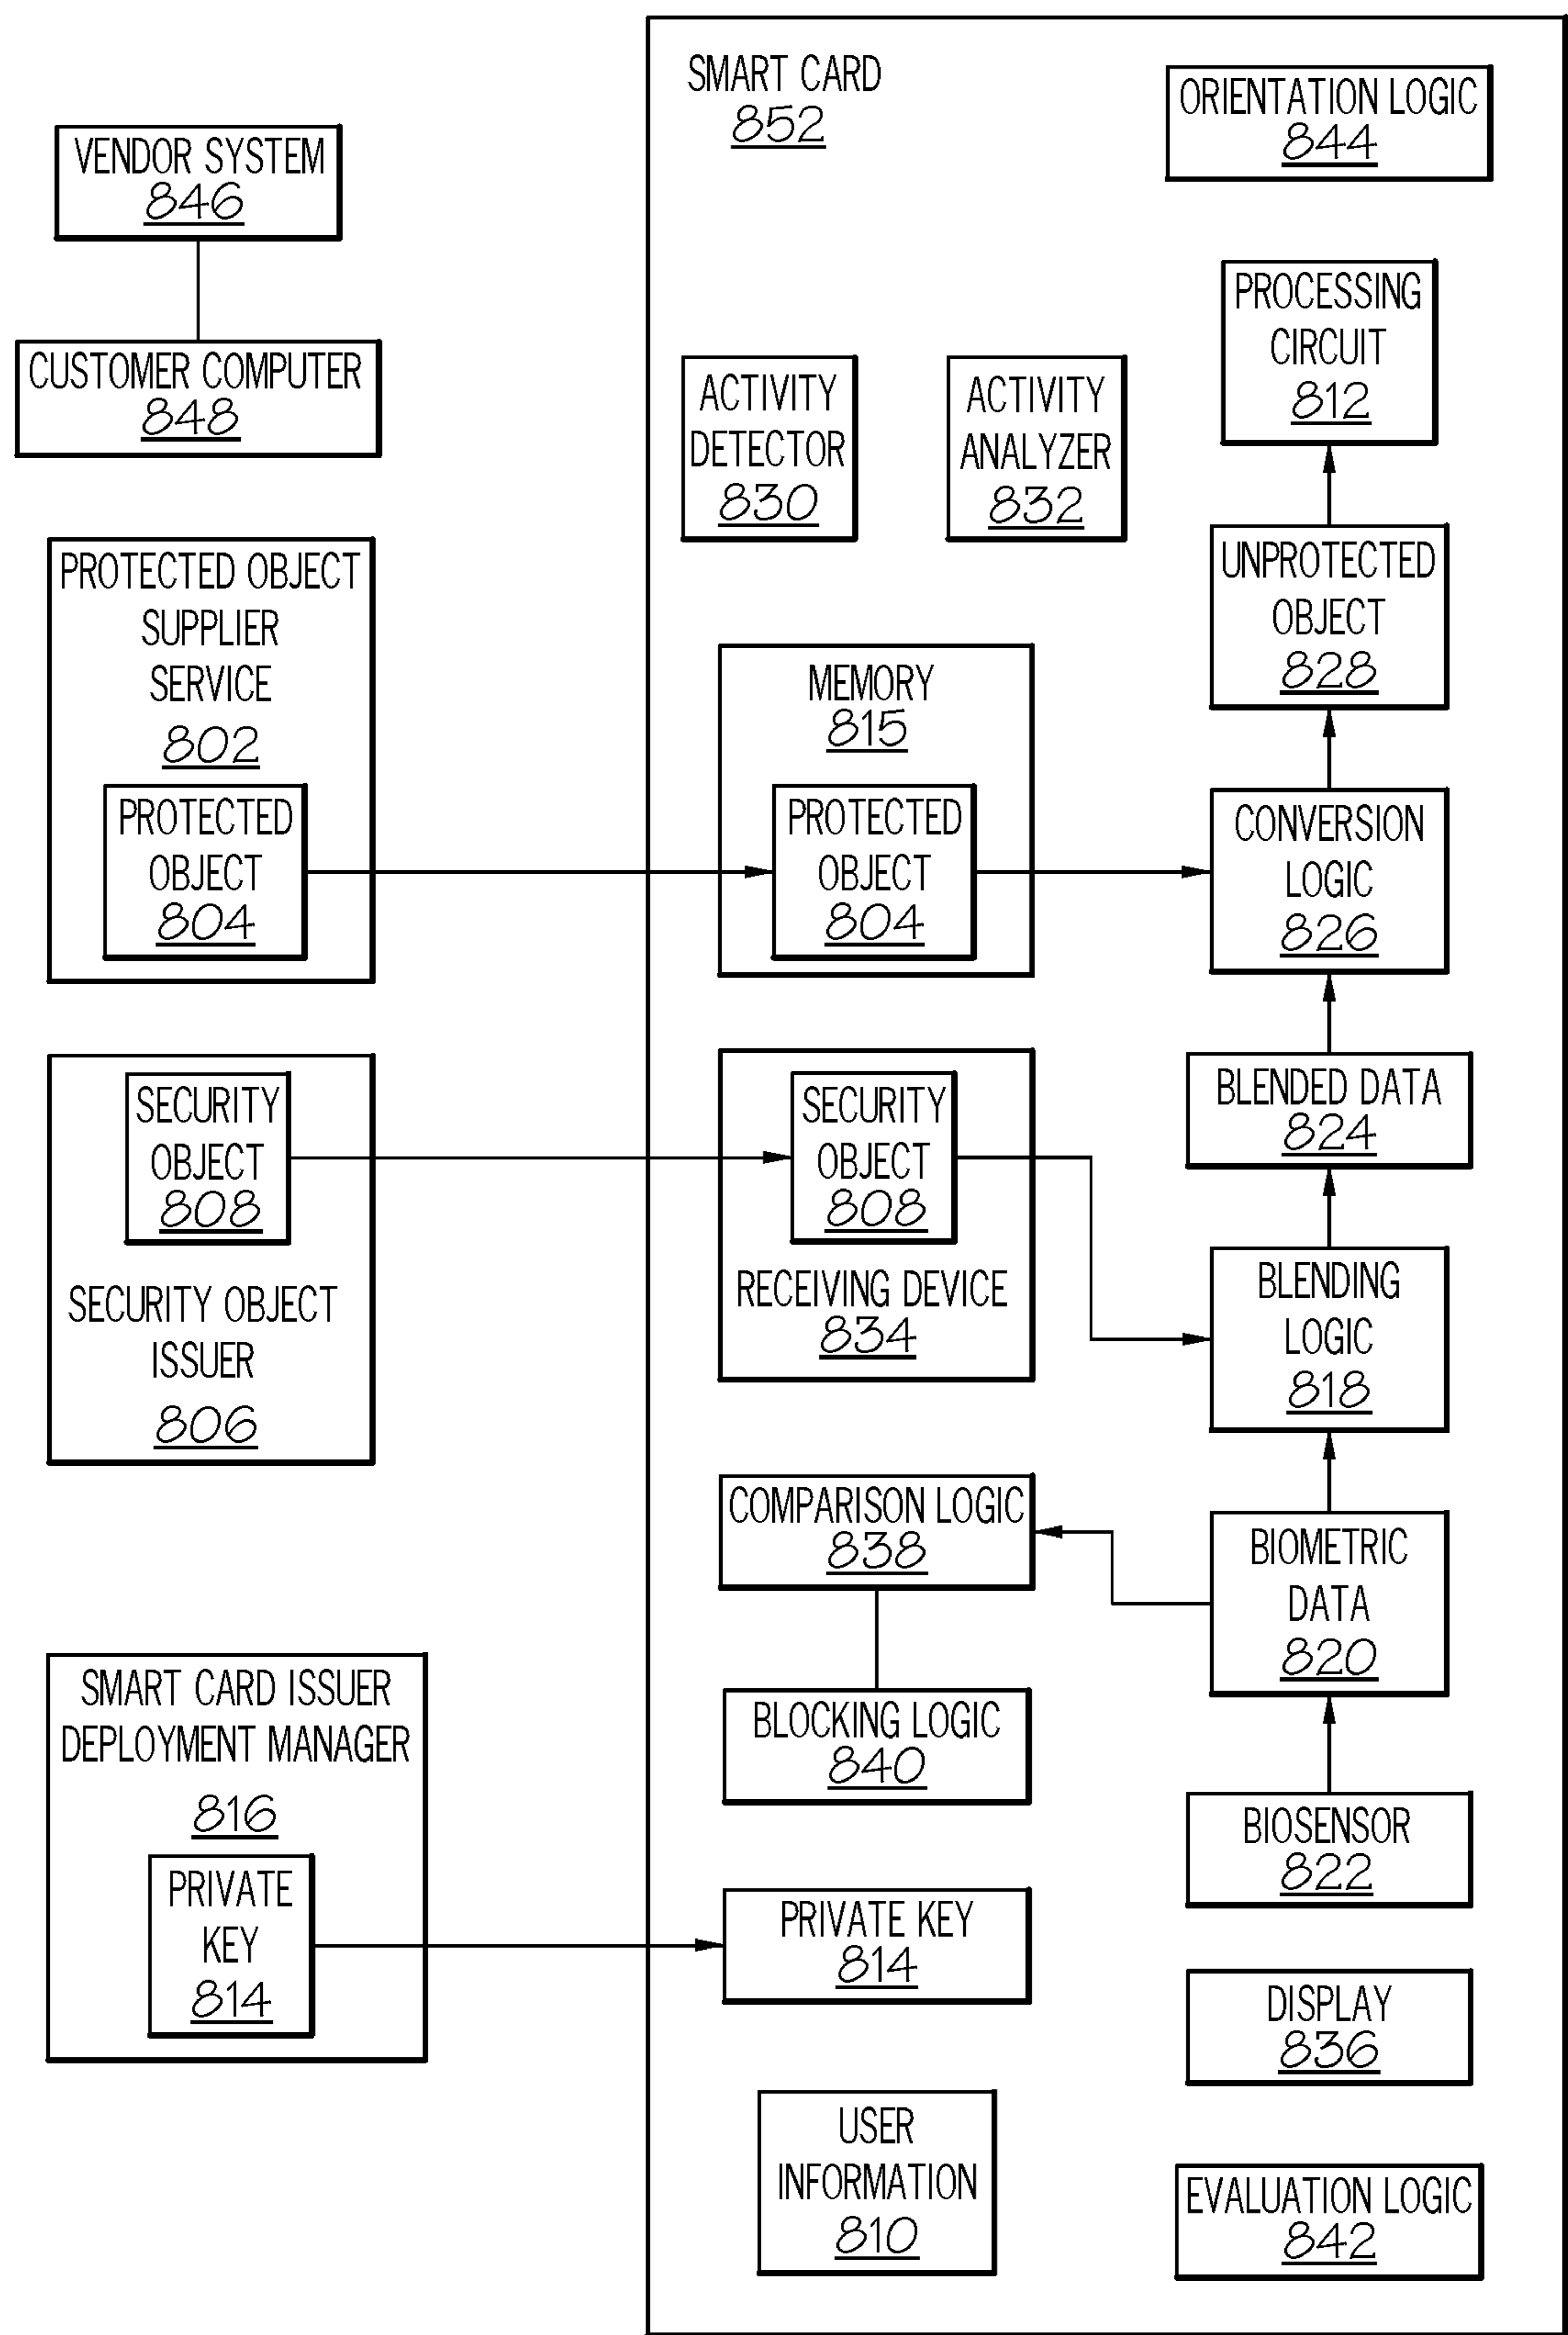 VENDOR SYSTEM
846
CUSTOMER COMPUTER
848
PROTECTED OBJECT
SUPPLIER
SERVICE
802
PROTECTED
OBJECT
804
SECURITY
OBJECT
808
SECURITY OBJECT
ISSUER
806
SMART CARD ISSUER
DEPLOYMENT MANAGER
816
PRIVATE
KEY
814
SMART CARD
852
ORIENTATION LOGIC
844
ACTIVITY
DETECTOR
830
ACTIVITY
ANALYZER
832
PROCESSING
CIRCUIT
812
UNPROTECTED
OBJECT
828
MEMORY
815
PROTECTED
OBJECT
804
CONVERSION
LOGIC
826
SECURITY
OBJECT
808
RECEIVING DEVICE
834
BLENDED DATA
824
BLENDING
LOGIC
818
COMPARISON LOGIC
838
BIOMETRIC
DATA
820
BLOCKING LOGIC
840
BIOSENSOR
822
PRIVATE KEY
814
DISPLAY
836
USER
INFORMATION
810
EVALUATION LOGIC
842